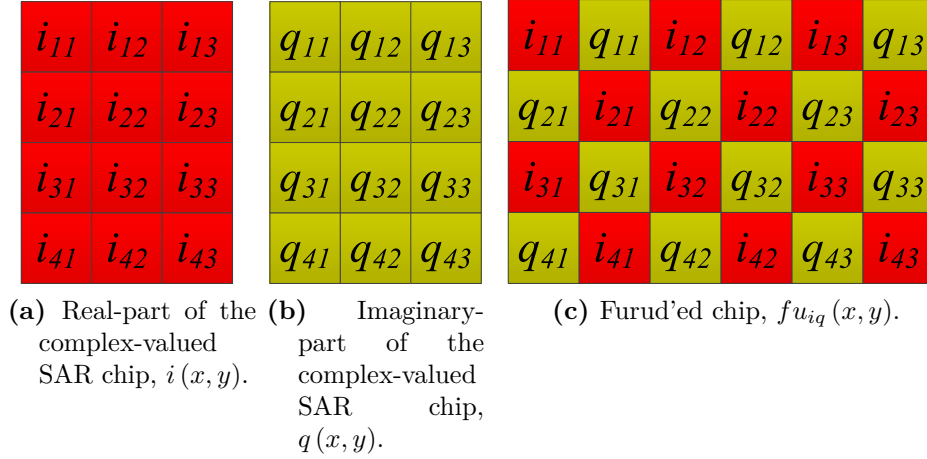 i11 i12 i13
i21 i22 i23
i31 i32 i33
i41 i42 i43
q11 q12 q13
q21 q22 q23
q31 q32 q33
q41 q42 q43
i11 q11 i12 q12 i13 q13
q21 i21 q22 i22 q23 i23
i31 q31 i32 q32 i33 q33
q41 i41 q42 i42 q43 i43
(a) Real-part of the
complex-valued
SAR chip, i (x, y).
(b) Imaginary-
part of the
complex-valued
SAR chip,
q (x, y).
(c) Furud'ed chip, fu_{iq} (x, y).